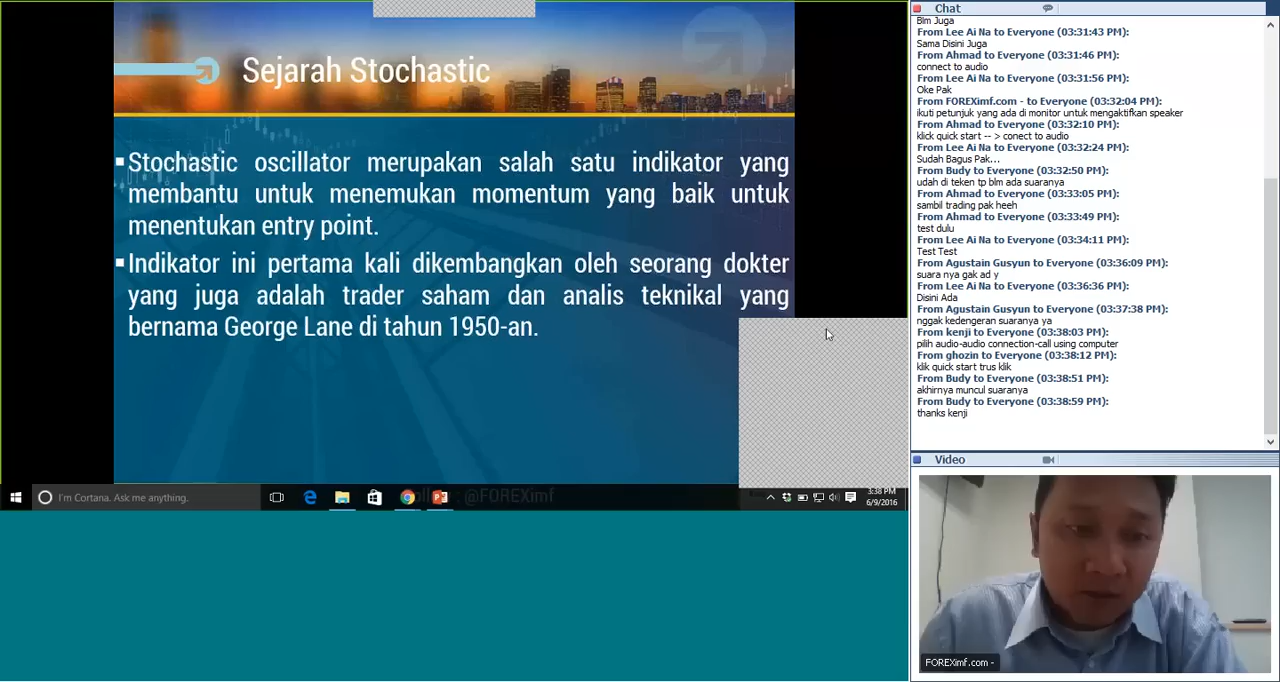 Sejarah Stochastic
▪Stochastic oscillator merupakan salah satu indikator yang
membantu untuk menemukan momentum yang baik untuk
menentukan entry point.
▪Indikator ini pertama kali dikembangkan oleh seorang dokter
yang juga adalah trader saham dan analis teknikal yang
bernama George Lane di tahun 1950-an.
I'm Cortana. Ask me anything.
: @FOREXimf
3:38 PM
6/9/2016
Chat
Blm Juga
From Lee Ai Na to Everyone (03:31:43 PM):
Sama Disini Juga
From Ahmad to Everyone (03:31:46 PM):
connect to audio
From Lee Ai Na to Everyone (03:31:56 PM):
Oke Pak
From FOREXimf.com - to Everyone (03:32:04 PM):
ikuti petunjuk yang ada di monitor untuk mengaktifkan speaker
From Ahmad to Everyone (03:32:10 PM):
klick quick start -- > conect to audio
From Lee Ai Na to Everyone (03:32:24 PM):
Sudah Bagus Pak...
From Budy to Everyone (03:32:50 PM):
udah di teken tp blm ada suaranya
From Ahmad to Everyone (03:33:05 PM):
sambil trading pak heeh
From Ahmad to Everyone (03:33:49 PM):
test dulu
From Lee Ai Na to Everyone (03:34:11 PM):
Test Test
From Agustain Gusyun to Everyone (03:36:09 PM):
suara nya gak ad y
From Lee Ai Na to Everyone (03:36:36 PM):
Disini Ada
From Agustain Gusyun to Everyone (03:37:38 PM):
nggak kedengeran suaranya ya
From kenji to Everyone (03:38:03 PM):
pilih audio-audio connection-call using computer
From ghozin to Everyone (03:38:12 PM):
klik quick start trus klik
From Budy to Everyone (03:38:51 PM):
akhirnya muncul suaranya
From Budy to Everyone (03:38:59 PM):
thanks kenji
Video
FOREXimf.com -